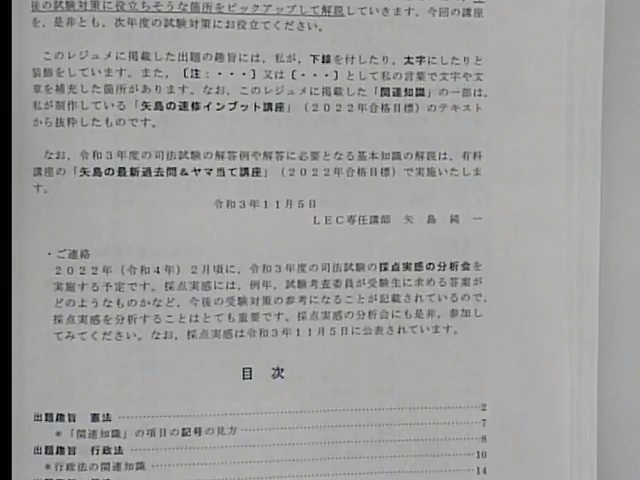 後の試験対策に役立ちそうな箇所をピックアップして解説していきます。今回の講座
を、是非とも、次年度の試験対策にお役立てください。
このレジュメに掲載した出題の趣旨には、私が、下線を付したり、太字にしたりと
装飾をしています。また、〔注：・・・〕又は〔・・・〕として私の言葉で文字や文
章を補充した箇所があります。なお、このレジュメに掲載した「関連知識」の一部は、
私が制作している「矢島の速修インプット講座」（２０２２年合格目標）のテキスト
から抜粋したものです。
なお、令和３年度の司法試験の解答例や解答に必要となる基本知識の解説は、有料
講座の「矢島の最新過去問＆ヤマ当て講座」（２０２２年合格目標）で実施いたしま
す。
令和３年１１月５日
ＬＥＣ専任講師 矢 島 純 一
・ご連絡
２０２２年（令和４年）２月頃に、令和３年度の司法試験の採点実感の分析会を
実施する予定です。採点実感には、例年、試験考査委員が受験生に求める答案が
どのようなものかなど、今後の受験対策の参考になることが記載されているので、
採点実感を分析することはとても重要です。採点実感の分析会にも是非、参加し
てみてください。なお、採点実感は令和３年１１月５日に公表されています。
目 次
出題趣旨 憲法 ･････････････････････････ 2
＊「関連知識」の項目の記号の見方 ･････････････････････････ 7
出題趣旨 行政法 ･････････････････････････ 8
＊行政法の関連知識 ･････････････････････････ 10
14